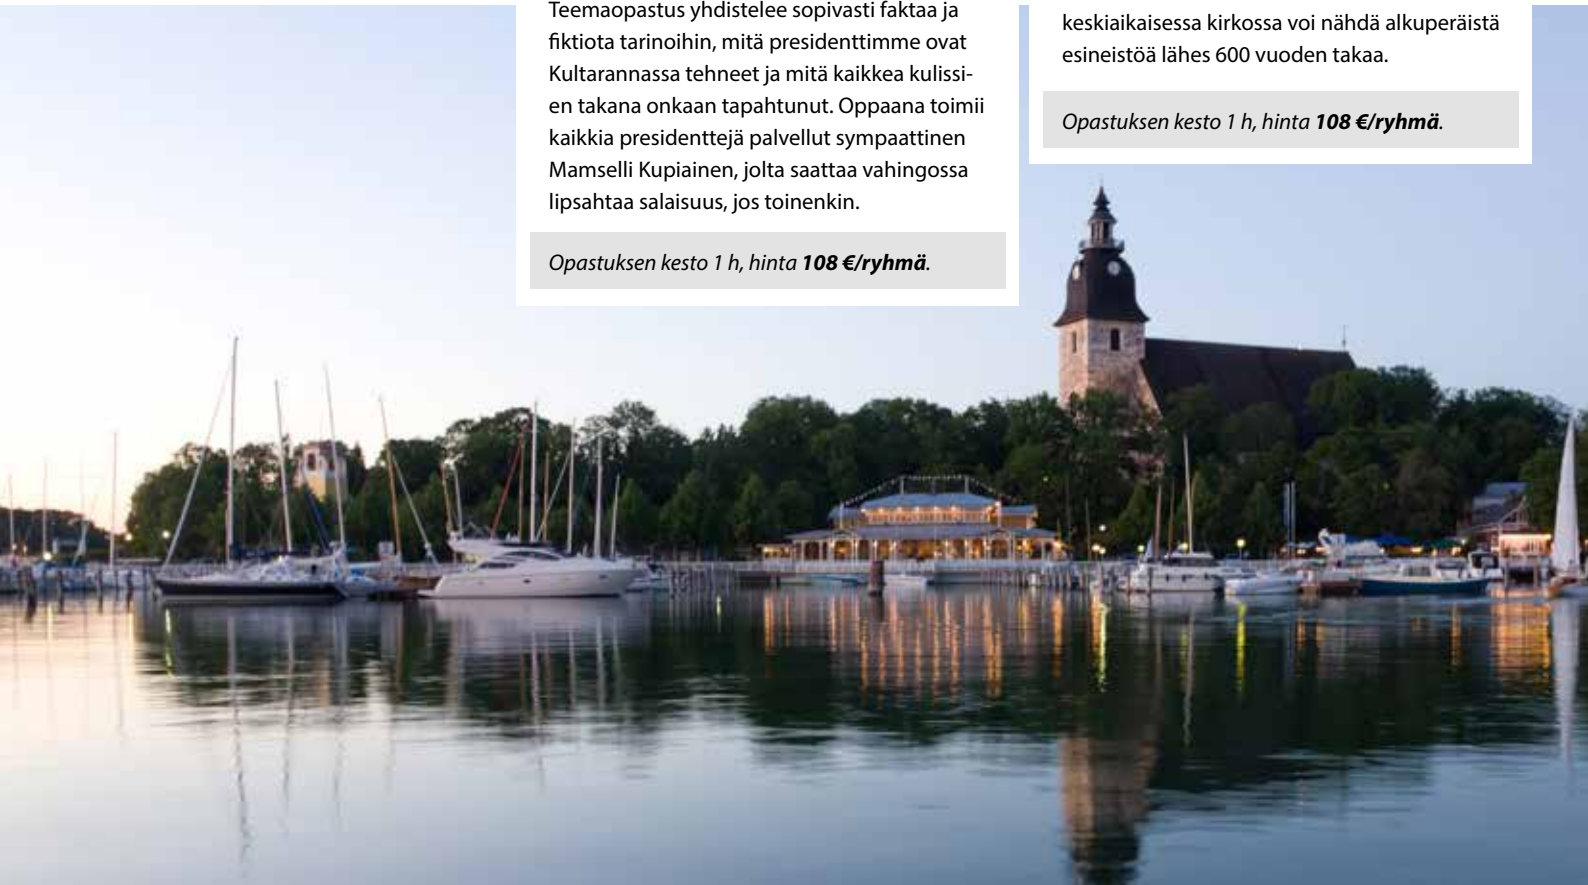 Teemaopastus yhdistelee sopivasti faktaa ja
fiktiota tarinoihin, mitä presidenttimme ovat
Kultarannassa tehneet ja mitä kaikkea kulissi-
en takana onkaan tapahtunut. Oppaana toimii
kaikkia presidenttejä palvellut sympaattinen
Mamselli Kupiainen, jolta saattaa vahingossa
lipsahtaa salaisuus, jos toinenkin.
Opastuksen kesto 1 h, hinta 108 €/ryhmä.
keskiaikaisessa kirkossa voi nähdä alkuperäistä
esineistöä lähes 600 vuoden takaa.
Opastuksen kesto 1 h, hinta 108 €/ryhmä.